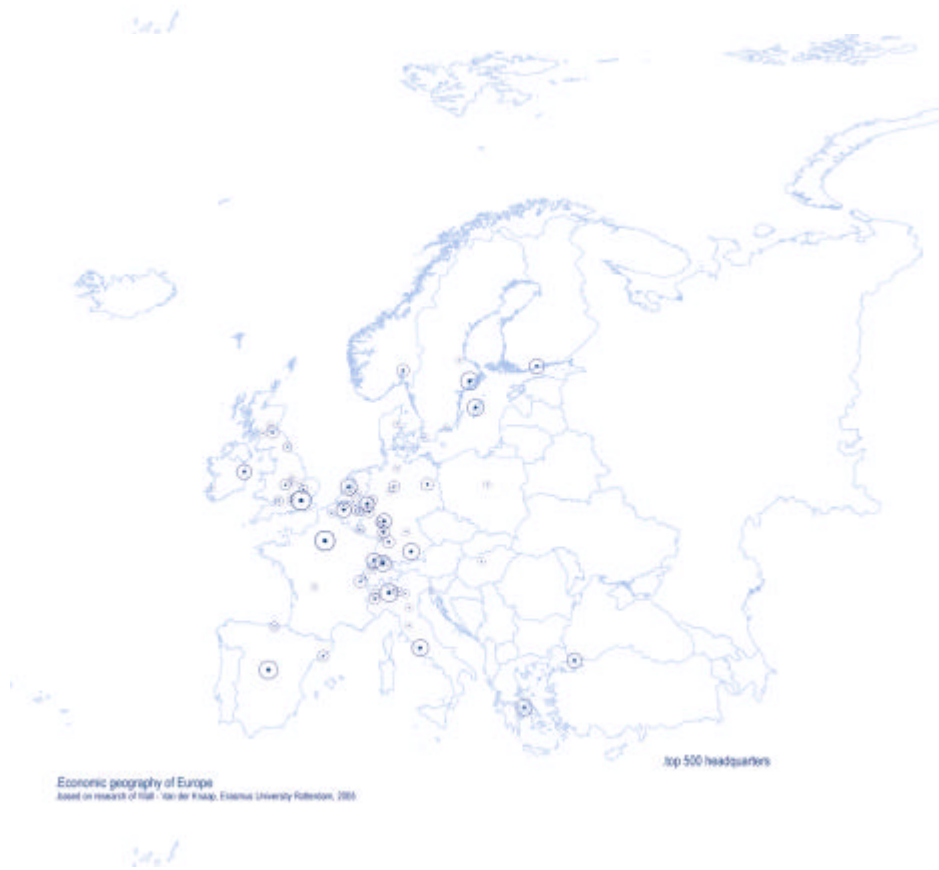 .top 500 headquarters
.Economic geography of Europe
.based on research of Wall - Van der Knaap, Erasmus University Rotterdam, 2005